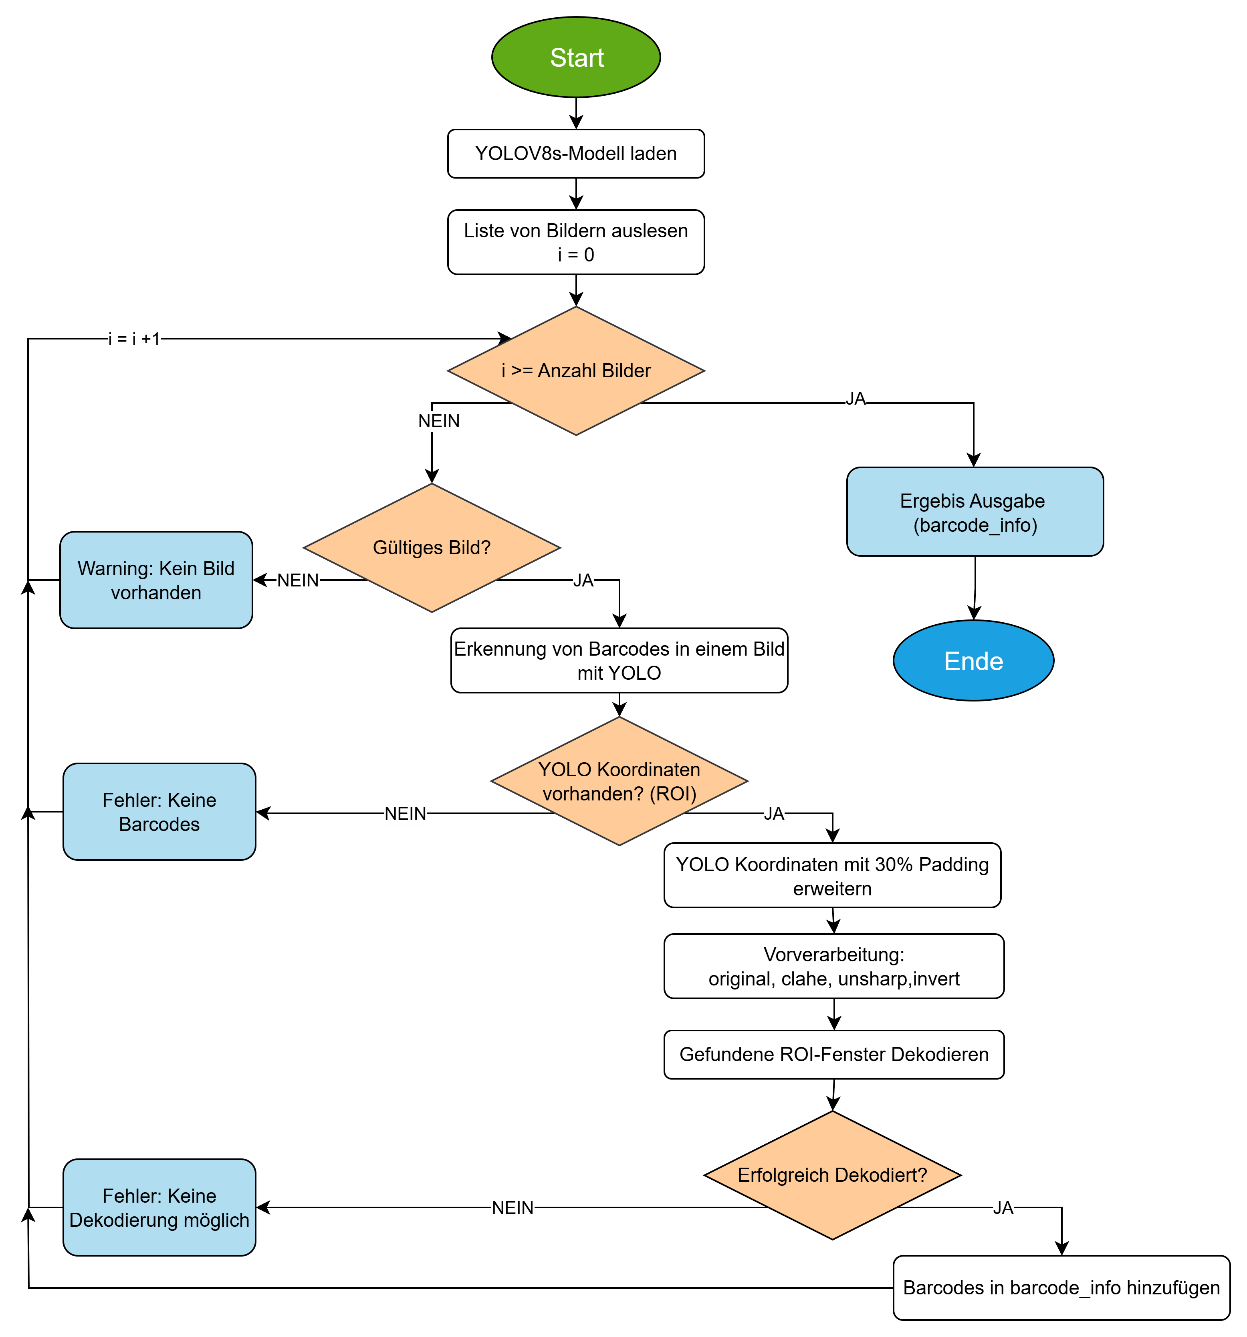 Start
YOLOV8s-Modell laden
Liste von Bildern auslesen
i = 0
i = i +1
i >= Anzahl Bilder
JA
NEIN
Ergebis Ausgabe
(barcode_info)
Gültiges Bild?
Warning: Kein Bild
vorhanden
NEIN
JA
Erkennung von Barcodes in einem Bild
mit YOLO
Ende
YOLO Koordinaten
vorhanden? (ROI)
Fehler: Keine
Barcodes
NEIN
JA
YOLO Koordinaten mit 30% Padding
erweitern
Vorverarbeitung:
original, clahe, unsharp,invert
Gefundene ROI-Fenster Dekodieren
Erfolgreich Dekodiert?
Fehler: Keine
Dekodierung möglich
NEIN
JA
Barcodes in barcode_info hinzufügen